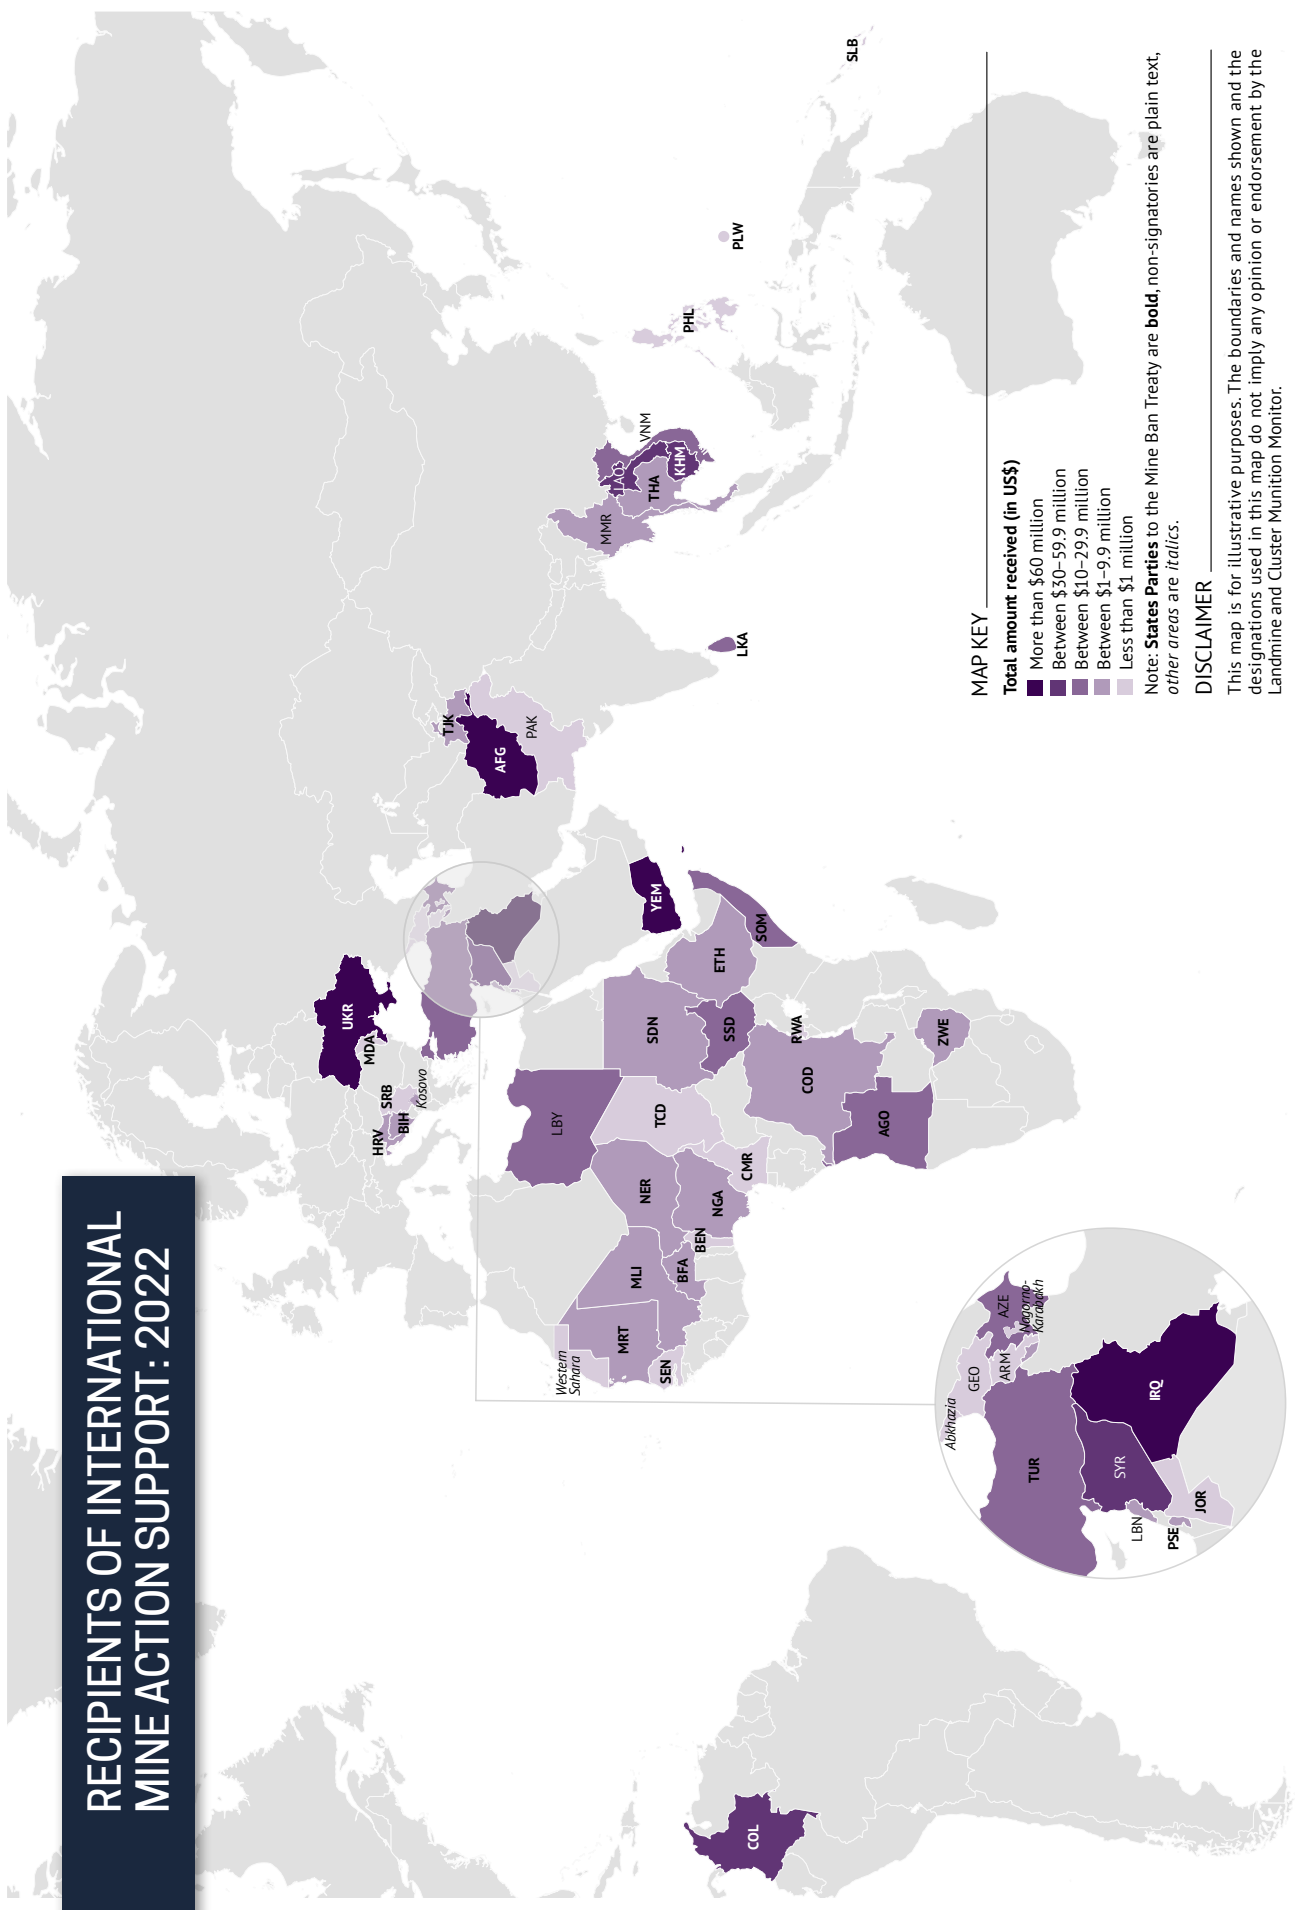 RECIPIENTS OF INTERNATIONAL
MINE ACTION SUPPORT: 2022
UKR
MDA
SRB
HRV
BIH
Kosovo
TJK
AFG
PAK
LKA
MMR
LAO
THA
VNM
KHM
PHL
PLW
SLB
YEM
SOM
ETH
SDN
SSD
RWA
COD
ZWE
AGO
LBY
TCD
CMR
NER
NGA
BEN
BFA
MLI
MRT
SEN
Western
Sahara
COL
Abkhazia
GEO
ARM
AZE
Nagorno-
Karabakh
TUR
SYR
IRQ
LBN
PSE
JOR
MAP KEY
Total amount received (in US$)
More than $60 million
Between $30–59.9 million
Between $10–29.9 million
Between $1–9.9 million
Less than $1 million
Note: States Parties to the Mine Ban Treaty are bold, non-signatories are plain text,
other areas are italics.
DISCLAIMER
This map is for illustrative purposes. The boundaries and names shown and the
designations used in this map do not imply any opinion or endorsement by the
Landmine and Cluster Munition Monitor.